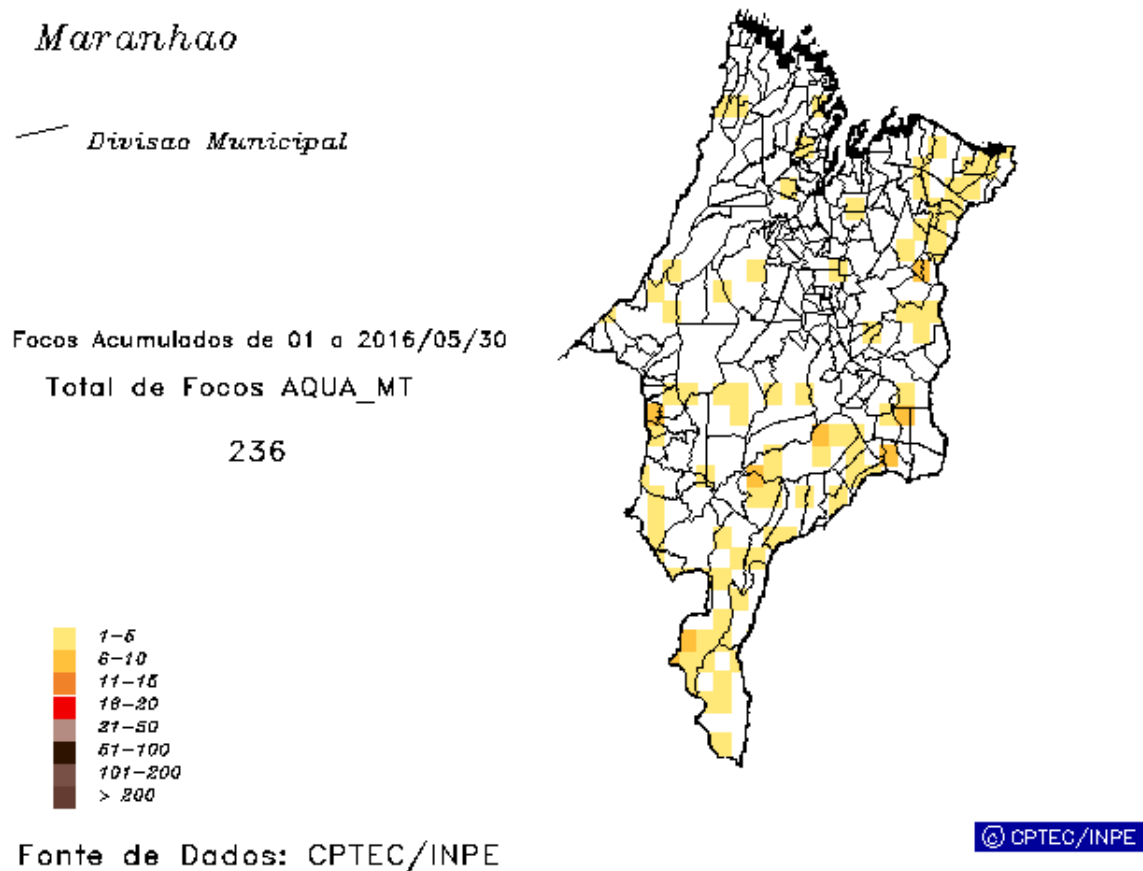 Maranhao
Divisao Municipal
Focos Acumulados de 01 a 2016/05/30
Total de Focos AQUA_MT
236
1-5
6-10
11-15
16-20
21-50
51-100
101-200
> 200
Fonte de Dados: CPTEC/INPE
© CPTEC/INPE